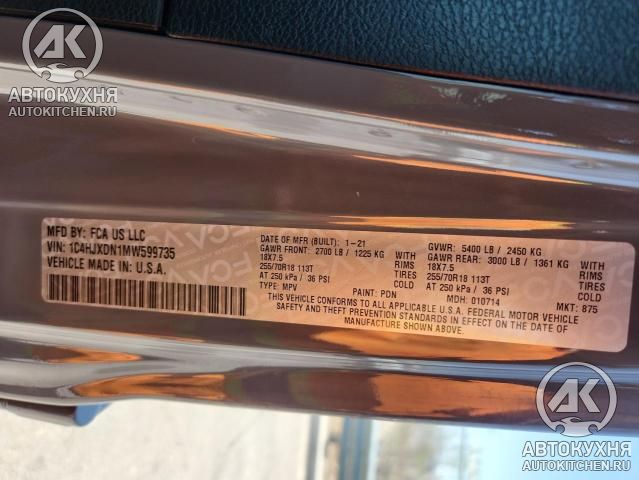 АК
АВТОКУХНЯ
AUTOKITCHEN.RU
MFD BY: FCA US LLC
VIN: 1C4HJXDN1MW599735
VEHICLE MADE IN U.S.A.
DATE OF MFR (BUILT): 1-21
GAWR FRONT: 2700 LB / 1225 KG WITH
18X7.5 RIMS
255/70R18 113T TIRES
AT 250 kPa / 36 PSI COLD
TYPE: MPV PAINT: PDN
GVWR: 5400 LB / 2450 KG
GAWR REAR: 3000 LB / 1361 KG WITH
18X7.5 RIMS
255/70R18 113T TIRES
AT 250 kPa / 36 PSI COLD
MDH: 010714 MKT: 875
THIS VEHICLE CONFORMS TO ALL APPLICABLE U.S.A. FEDERAL MOTOR VEHICLE
SAFETY AND THEFT PREVENTION STANDARDS IN EFFECT ON THE DATE OF
MANUFACTURE SHOWN ABOVE.
АК
АВТОКУХНЯ
AUTOKITCHEN.RU